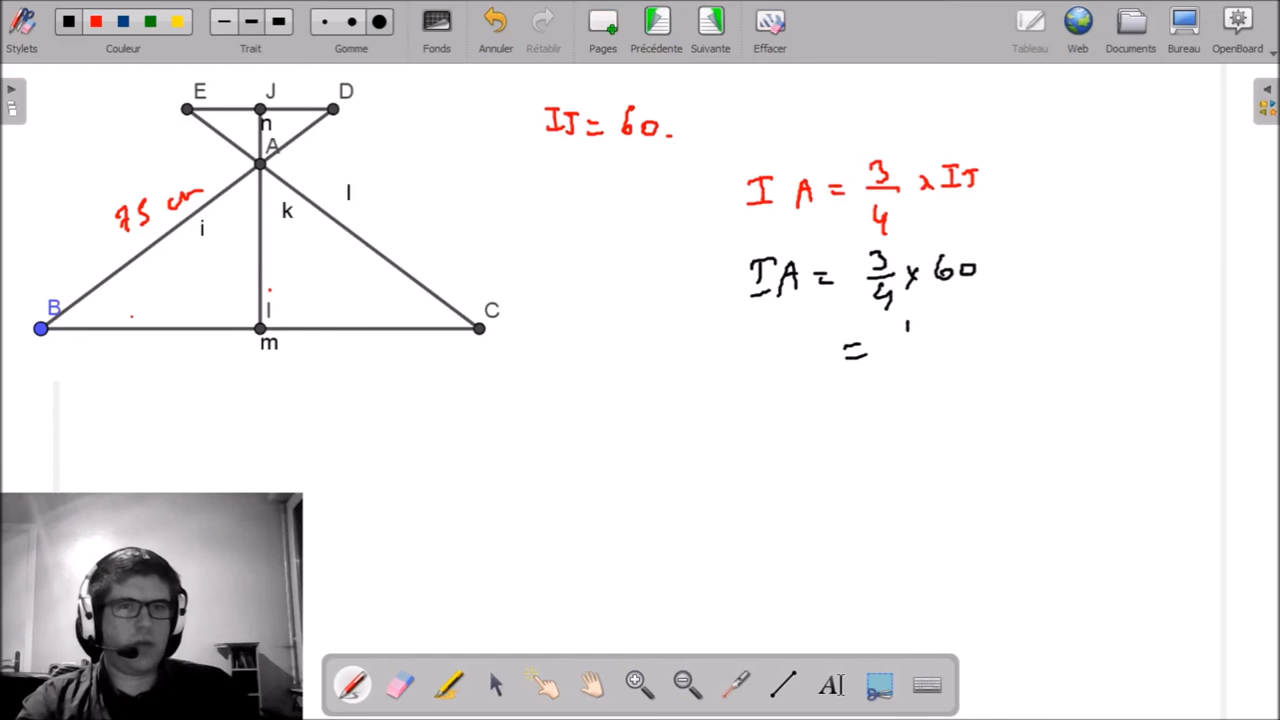 Stylets
Couleur
Trait
Gomme
Fonds
Annuler
Rétablir
Pages
Précédente
Suivante
Effacer
Tableau
Web
Documents
Bureau
OpenBoard
E J D
n
A
75 cm
i
k
l
B
I
C
m
IJ = 60.
I A = 3/4 x IJ
IA = 3/4 x 60
=
AI